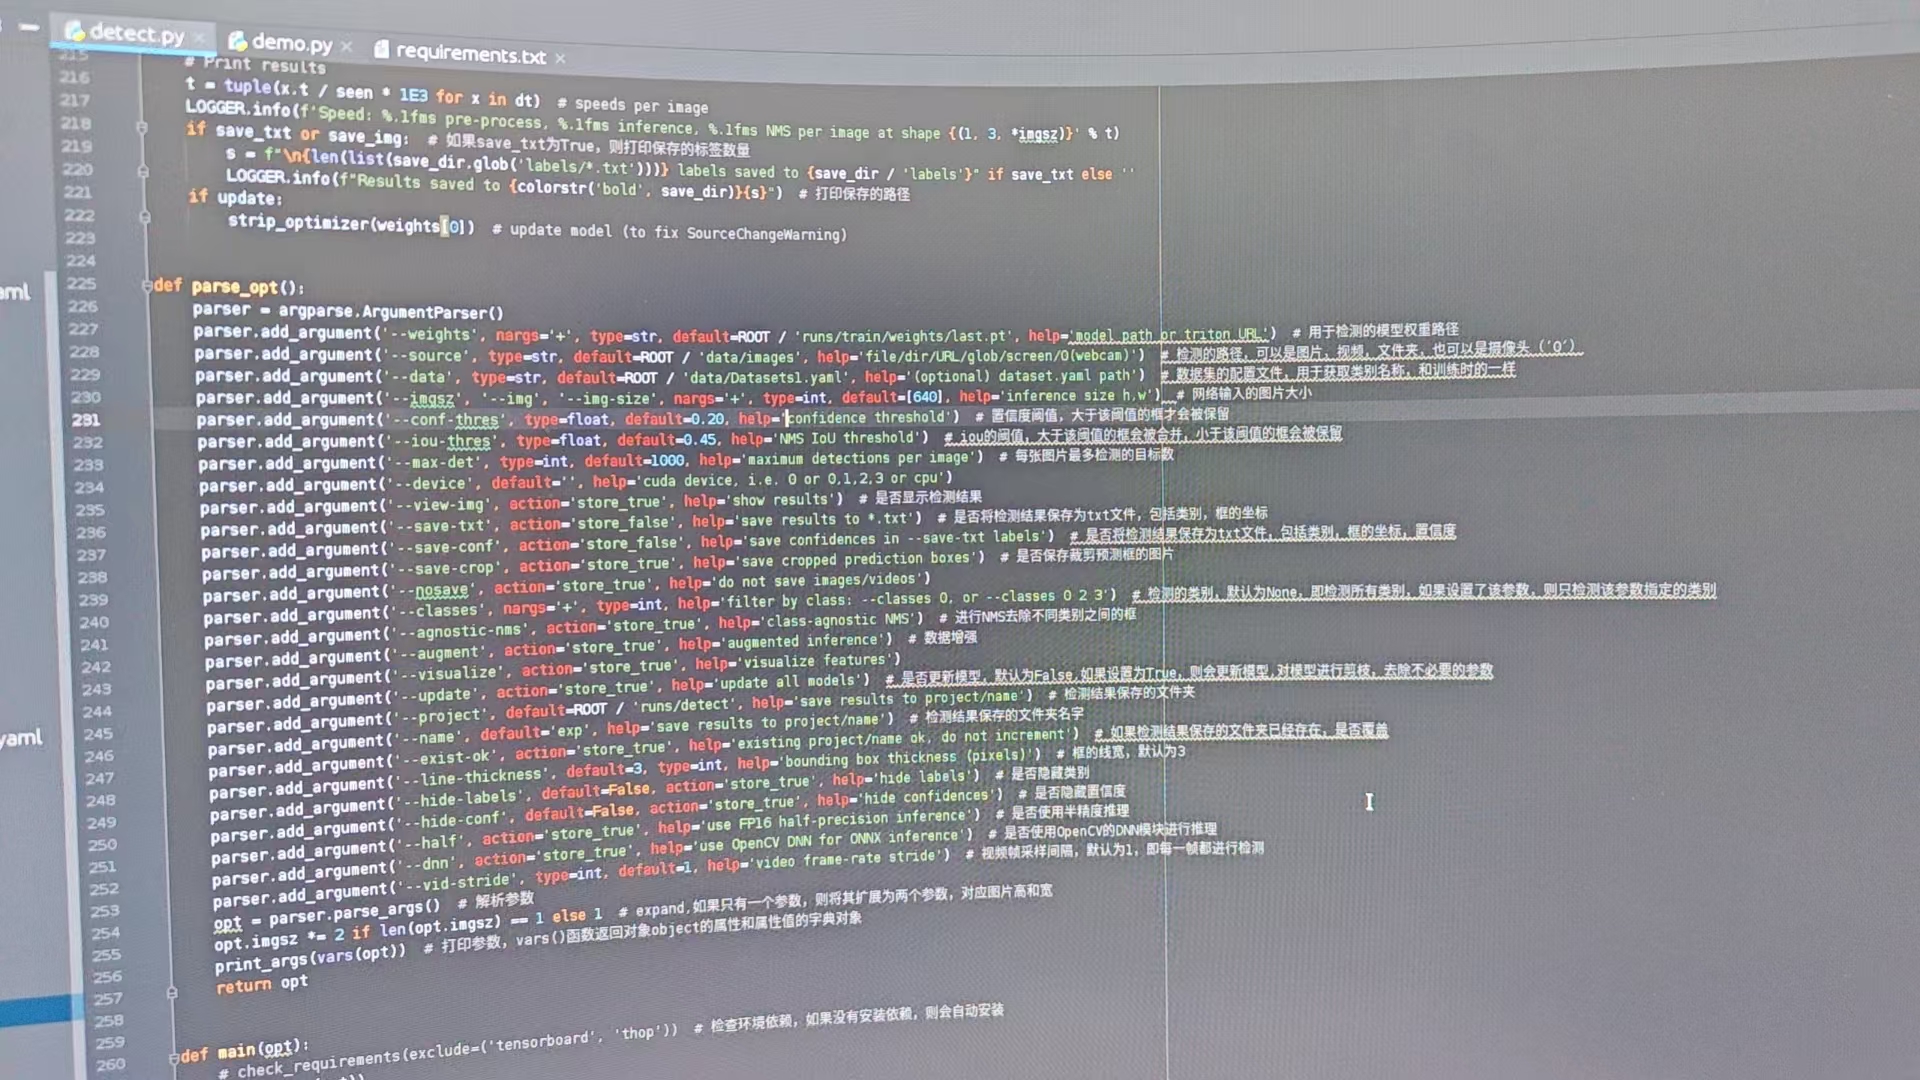 detect.py
demo.py
requirements.txt
215
# Print results
216
t = tuple(x.t / seen * 1E3 for x in dt)  # speeds per image
217
LOGGER.info(f'Speed: %.1fms pre-process, %.1fms inference, %.1fms NMS per image at shape {(1, 3, *imgsz)}' % t)
218
if save_txt or save_img:  # 如果save_txt为True，则打印保存的标签数量
219
s = f"\n{len(list(save_dir.glob('labels/*.txt')))} labels saved to {save_dir / 'labels'}" if save_txt else ''
220
LOGGER.info(f"Results saved to {colorstr('bold', save_dir)}{s}")  # 打印保存的路径
221
if update:
222
strip_optimizer(weights[0])  # update model (to fix SourceChangeWarning)
223
224
225
def parse_opt():
226
parser = argparse.ArgumentParser()
227
parser.add_argument('--weights', nargs='+', type=str, default=ROOT / 'runs/train/weights/last.pt', help='model path or triton URL')  # 用于检测的模型权重路径
228
parser.add_argument('--source', type=str, default=ROOT / 'data/images', help='file/dir/URL/glob/screen/0(webcam)')  # 检测的路径，可以是图片，视频，文件夹，也可以是摄像头（'0'）
229
parser.add_argument('--data', type=str, default=ROOT / 'data/Datasets1.yaml', help='(optional) dataset.yaml path')  # 数据集的配置文件，用于获取类别名称，和训练时的一样
230
parser.add_argument('--imgsz', '--img', '--img-size', nargs='+', type=int, default=[640], help='inference size h,w')  # 网络输入的图片大小
231
parser.add_argument('--conf-thres', type=float, default=0.20, help='confidence threshold')  # 置信度阈值，大于该阈值的框才会被保留
232
parser.add_argument('--iou-thres', type=float, default=0.45, help='NMS IoU threshold')  # iou的阈值，大于该阈值的框会被合并，小于该阈值的框会被保留
233
parser.add_argument('--max-det', type=int, default=1000, help='maximum detections per image')  # 每张图片最多检测的目标数
234
parser.add_argument('--device', default='', help='cuda device, i.e. 0 or 0,1,2,3 or cpu')
235
parser.add_argument('--view-img', action='store_true', help='show results')  # 是否显示检测结果
236
parser.add_argument('--save-txt', action='store_false', help='save results to *.txt')  # 是否将检测结果保存为txt文件，包括类别，框的坐标
237
parser.add_argument('--save-conf', action='store_false', help='save confidences in --save-txt labels')  # 是否将检测结果保存为txt文件，包括类别，框的坐标，置信度
238
parser.add_argument('--save-crop', action='store_true', help='save cropped prediction boxes')  # 是否保存裁剪预测框的图片
239
parser.add_argument('--nosave', action='store_true', help='do not save images/videos')
240
parser.add_argument('--classes', nargs='+', type=int, help='filter by class: --classes 0, or --classes 0 2 3')  # 检测的类别，默认为None，即检测所有类别，如果设置了该参数，则只检测该参数指定的类别
241
parser.add_argument('--agnostic-nms', action='store_true', help='class-agnostic NMS')  # 进行NMS去除不同类别之间的框
242
parser.add_argument('--augment', action='store_true', help='augmented inference')  # 数据增强
243
parser.add_argument('--visualize', action='store_true', help='visualize features')
244
parser.add_argument('--update', action='store_true', help='update all models')  # 是否更新模型，默认为False,如果设置为True，则会更新模型,对模型进行剪枝，去除不必要的参数
245
parser.add_argument('--project', default=ROOT / 'runs/detect', help='save results to project/name')  # 检测结果保存的文件夹
246
parser.add_argument('--name', default='exp', help='save results to project/name')  # 检测结果保存的文件夹名字
247
parser.add_argument('--exist-ok', action='store_true', help='existing project/name ok, do not increment')  # 如果检测结果保存的文件夹已经存在，是否覆盖
248
parser.add_argument('--line-thickness', default=3, type=int, help='bounding box thickness (pixels)')  # 框的线宽，默认为3
249
parser.add_argument('--hide-labels', default=False, action='store_true', help='hide labels')  # 是否隐藏类别
250
parser.add_argument('--hide-conf', default=False, action='store_true', help='hide confidences')  # 是否隐藏置信度
251
parser.add_argument('--half', action='store_true', help='use FP16 half-precision inference')  # 是否使用半精度推理
252
parser.add_argument('--dnn', action='store_true', help='use OpenCV DNN for ONNX inference')  # 是否使用OpenCV的DNN模块进行推理
253
parser.add_argument('--vid-stride', type=int, default=1, help='video frame-rate stride')  # 视频帧采样间隔，默认为1，即每一帧都进行检测
254
opt = parser.parse_args()  # 解析参数
255
opt.imgsz *= 2 if len(opt.imgsz) == 1 else 1  # expand,如果只有一个参数，则将其扩展为两个参数，对应图片高和宽
256
print_args(vars(opt))  # 打印参数，vars()函数返回对象object的属性和属性值的字典对象
257
return opt
258
259
260
def main(opt):
# check_requirements(exclude=('tensorboard', 'thop'))  # 检查环境依赖，如果没有安装依赖，则会自动安装
aml
yaml